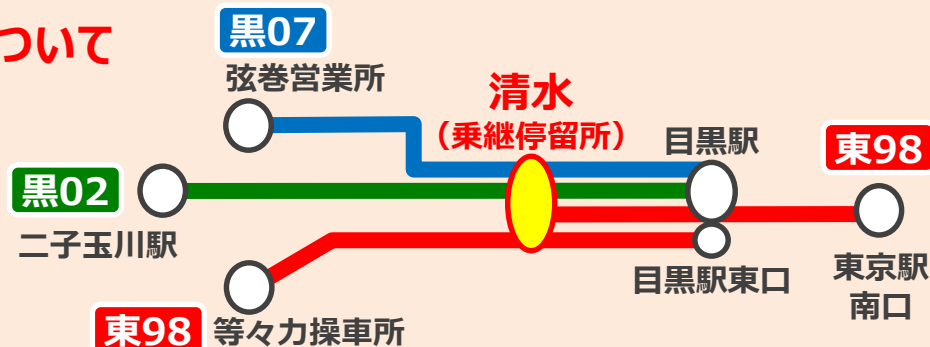 ついて
黒07
弦巻営業所
清水
（乗継停留所）
目黒駅
東98
黒02
二子玉川駅
目黒駅東口
東京駅
南口
東98
等々力操車所